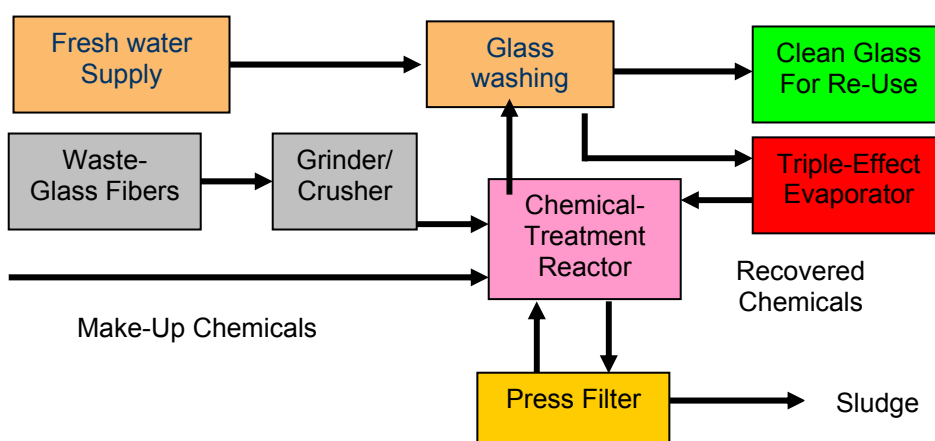 Fresh water
Supply
Glass
washing
Clean Glass
For Re-Use
Waste-
Glass Fibers
Grinder/
Crusher
Triple-Effect
Evaporator
Chemical-
Treatment
Reactor
Recovered
Chemicals
Make-Up Chemicals
Press Filter
Sludge